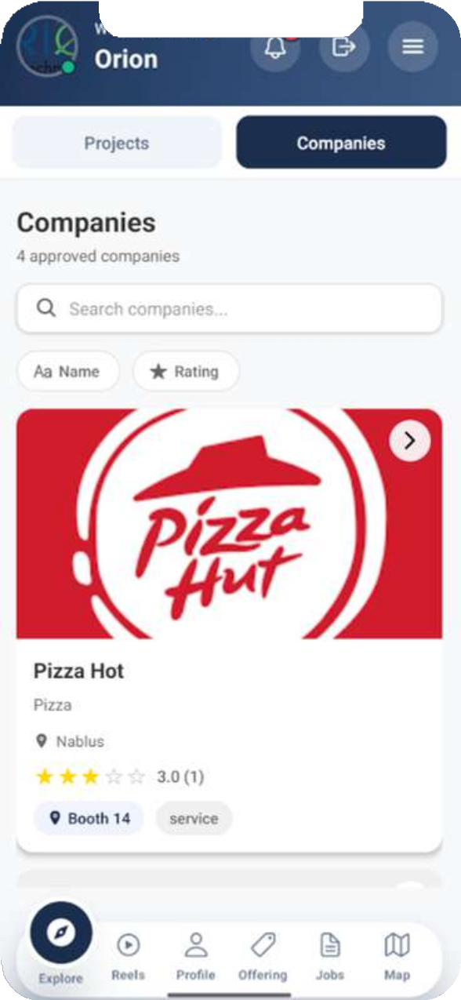 Orion
Projects
Companies
Companies
4 approved companies
Search companies...
Aa Name
Rating
Pizza
Hut
Pizza Hot
Pizza
Nablus
3.0 (1)
Booth 14
service
Explore
Reels
Profile
Offering
Jobs
Map